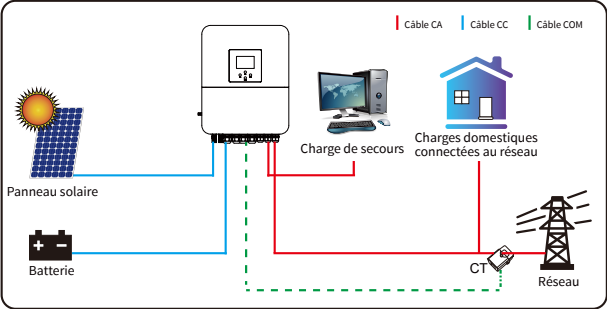 Câble CA
Câble CC
Câble COM
Charge de secours
Charges domestiques
connectées au réseau
Panneau solaire
Batterie
CT
Réseau